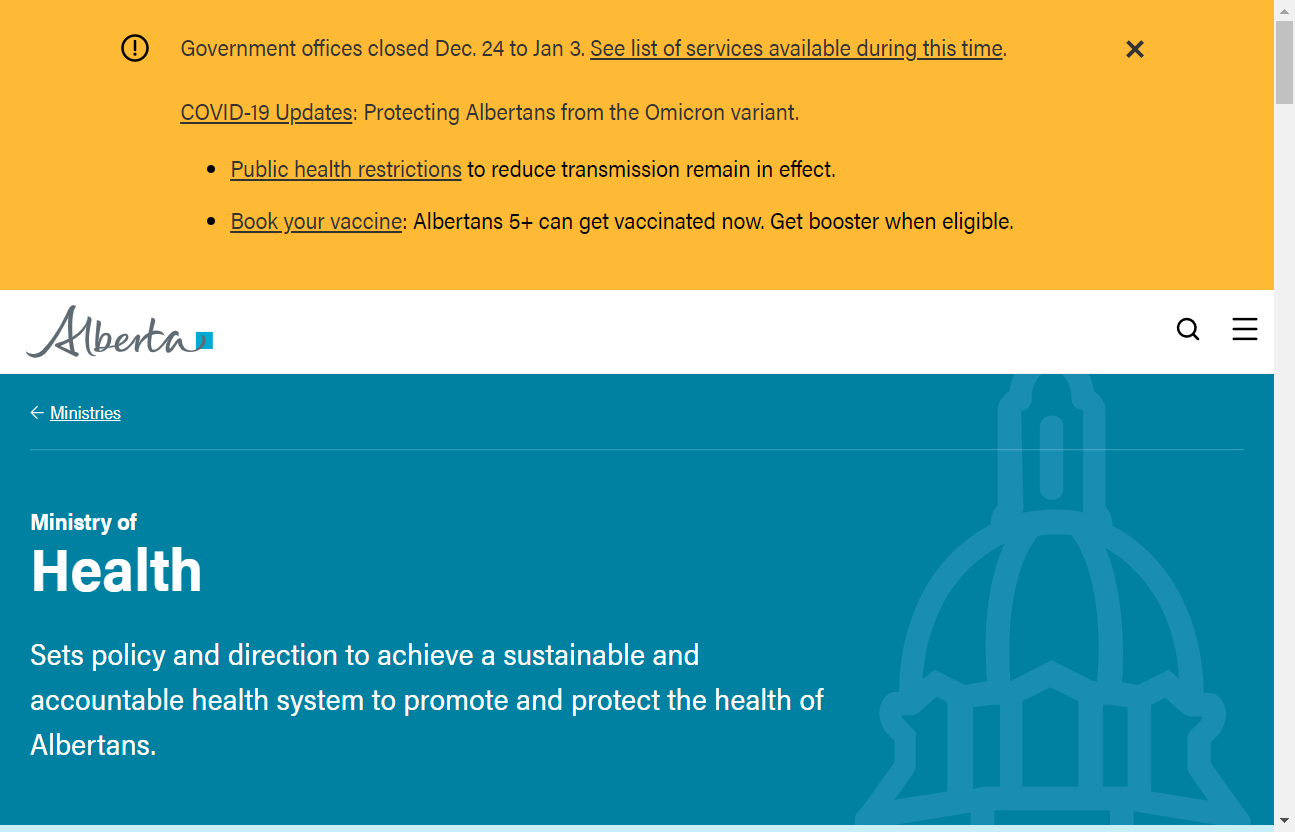 Government offices closed Dec. 24 to Jan 3. See list of services available during this time.
COVID-19 Updates: Protecting Albertans from the Omicron variant.
Public health restrictions to reduce transmission remain in effect.
Book your vaccine: Albertans 5+ can get vaccinated now. Get booster when eligible.
Alberta
Ministries
Ministry of
Health
Sets policy and direction to achieve a sustainable and
accountable health system to promote and protect the health of
Albertans.